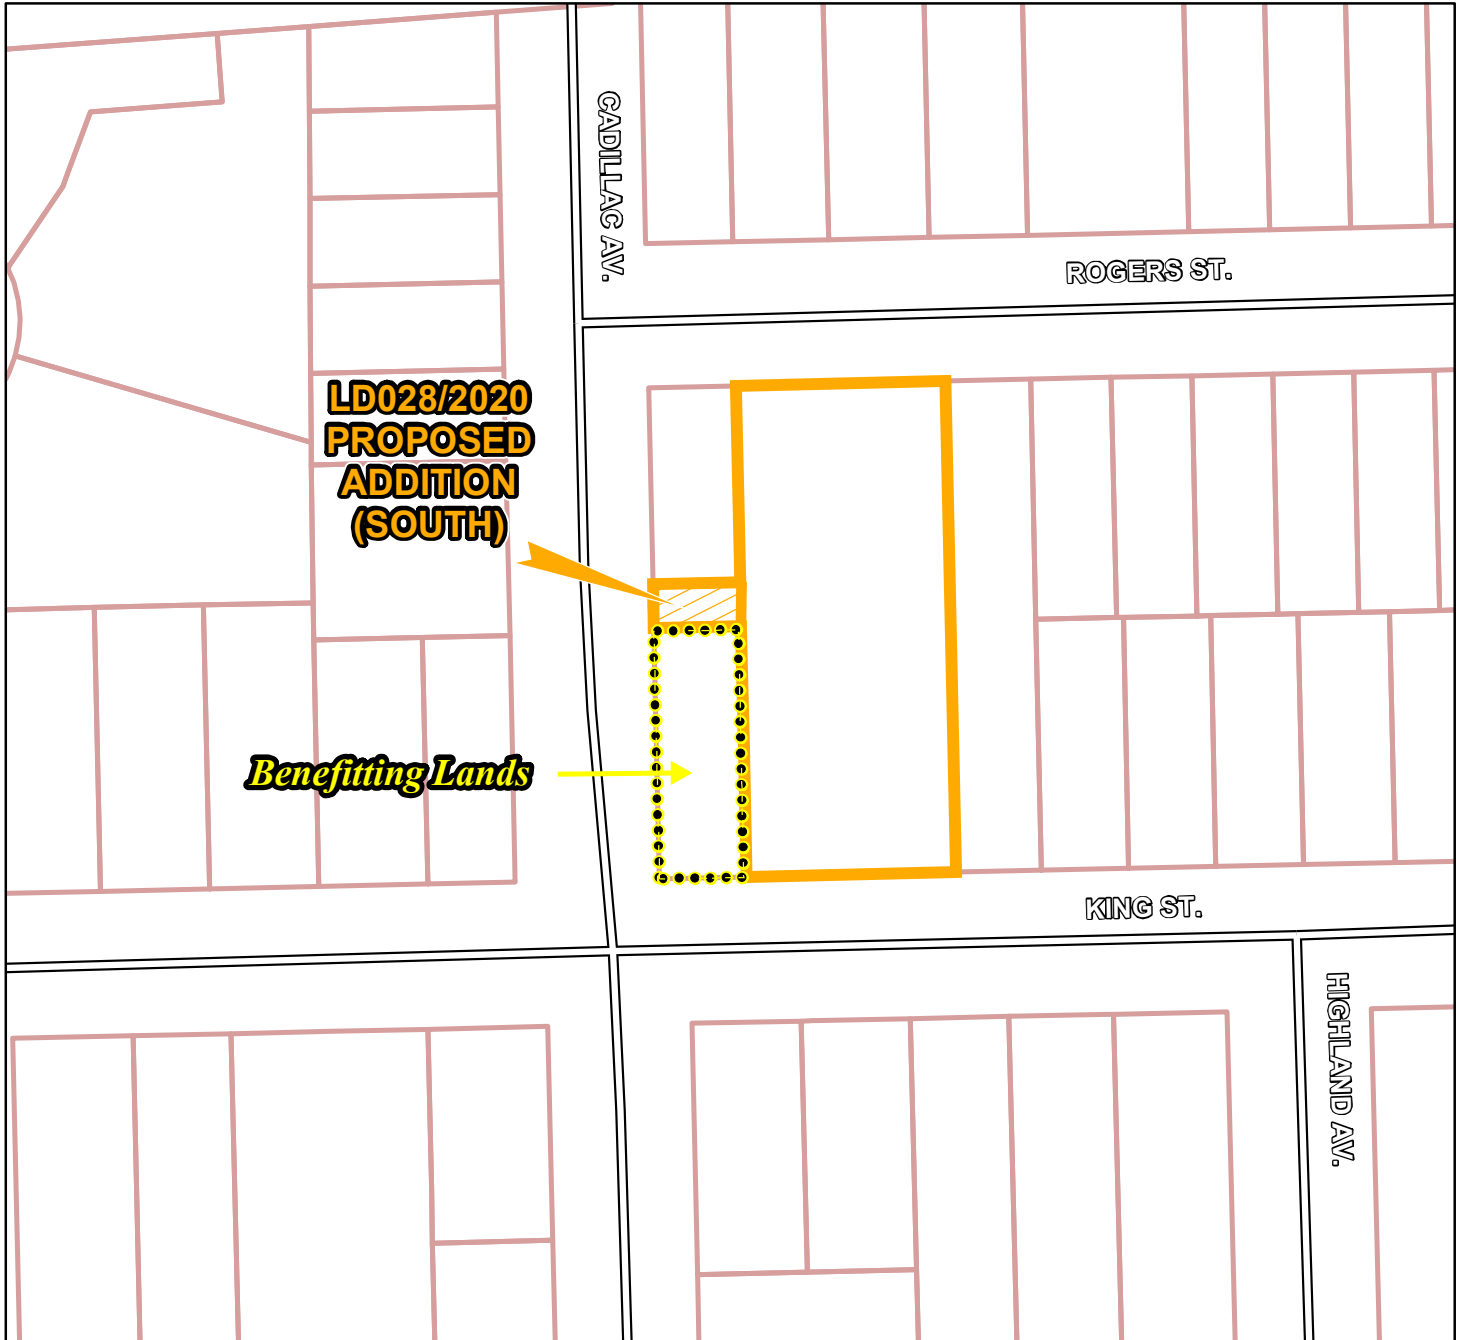 CADILLAC AV.
ROGERS ST.
LD028/2020
PROPOSED
ADDITION
(SOUTH)
Benefitting Lands
KING ST.
HIGHLAND AV.